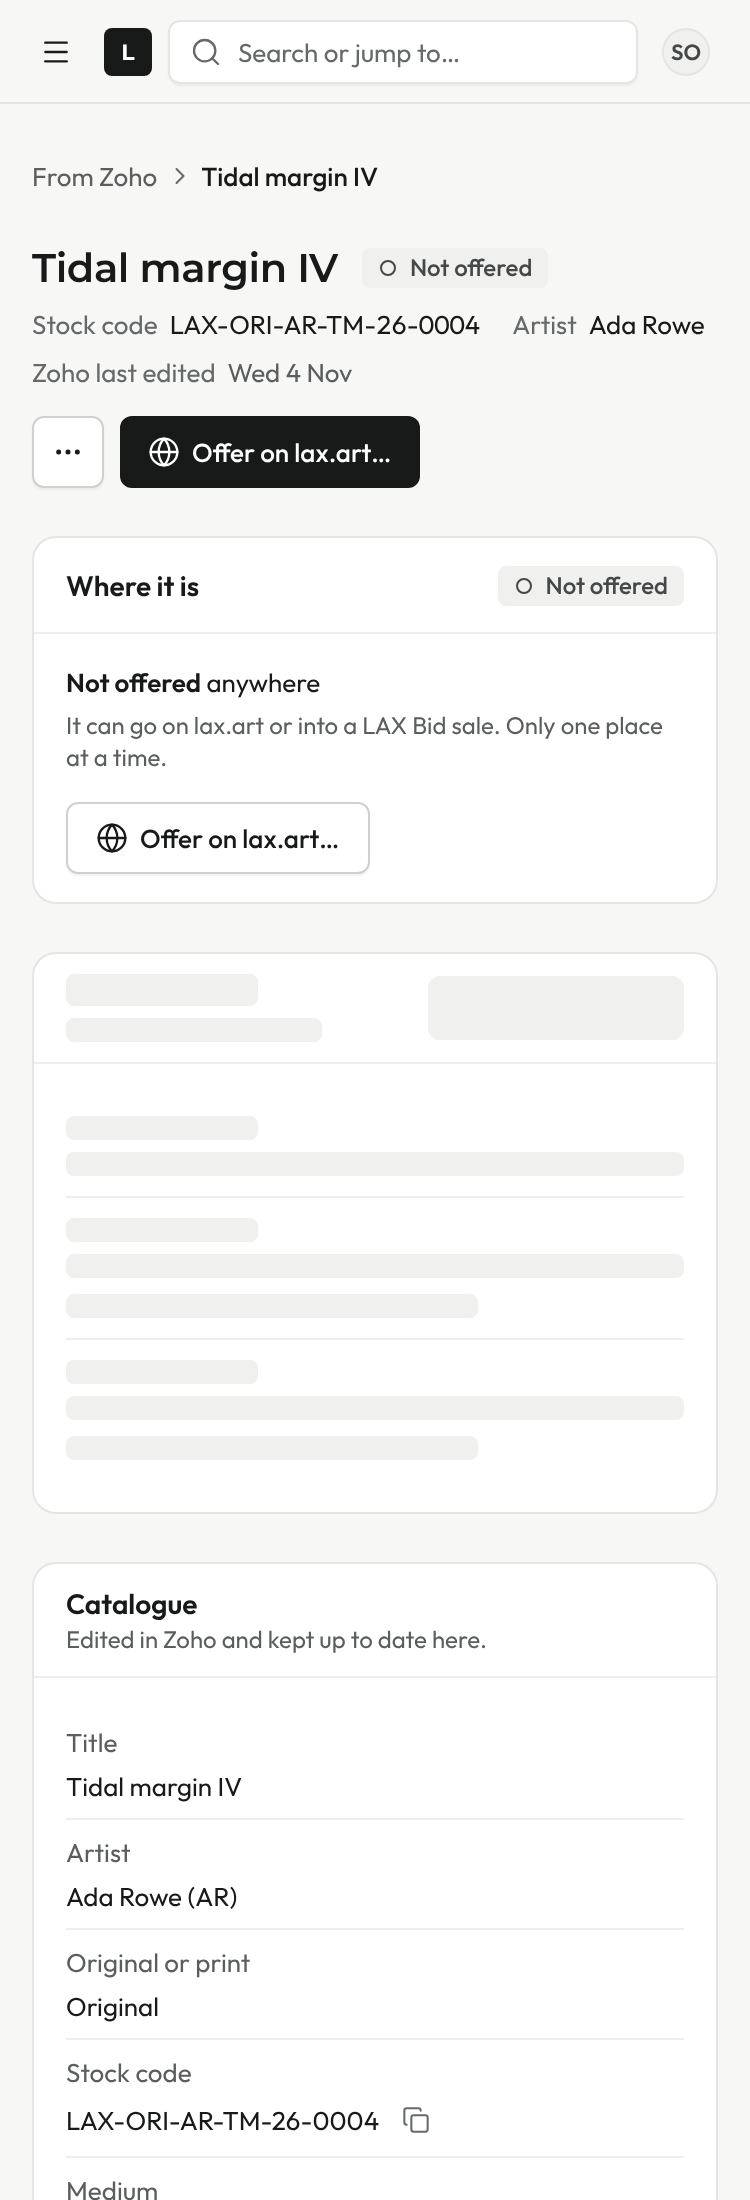 L
Search or jump to...
SO
From Zoho > Tidal margin IV
Tidal margin IV Not offered
Stock code LAX-ORI-AR-TM-26-0004 Artist Ada Rowe
Zoho last edited Wed 4 Nov
Offer on lax.art...
Where it is Not offered
Not offered anywhere
It can go on lax.art or into a LAX Bid sale. Only one place
at a time.
Offer on lax.art...
Catalogue
Edited in Zoho and kept up to date here.
Title
Tidal margin IV
Artist
Ada Rowe (AR)
Original or print
Original
Stock code
LAX-ORI-AR-TM-26-0004
Medium